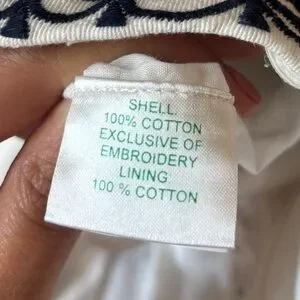 SHELL
100% COTTON
EXCLUSIVE OF
EMBROIDERY
LINING
100 % COTTON